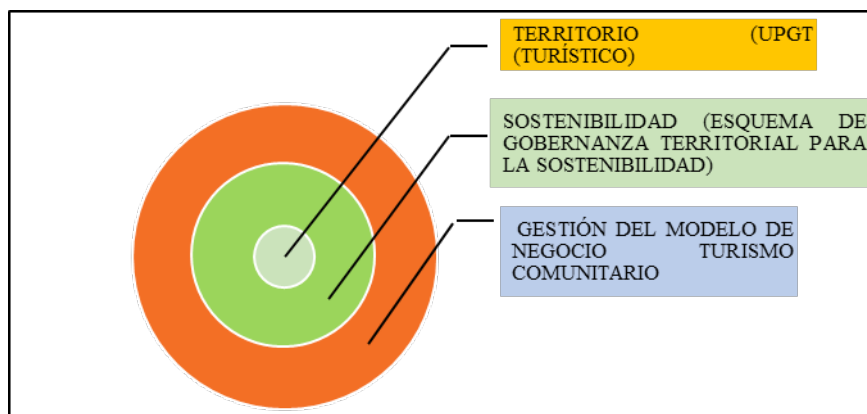 TERRITORIO (UPGT
(TURÍSTICO)
SOSTENIBILIDAD (ESQUEMA DE
GOBERNANZA TERRITORIAL PARA
LA SOSTENIBILIDAD)
GESTIÓN DEL MODELO DE
NEGOCIO TURISMO
COMUNITARIO